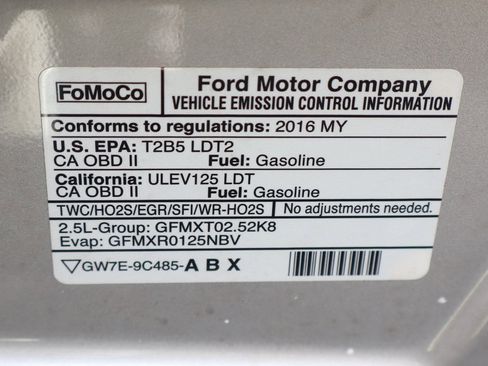 FoMoCo
Ford Motor Company
VEHICLE EMISSION CONTROL INFORMATION
Conforms to regulations: 2016 MY
U.S. EPA: T2B5 LDT2
CA OBD II Fuel: Gasoline
California: ULEV125 LDT
CA OBD II Fuel: Gasoline
TWC/HO2S/EGR/SFI/WR-HO2S No adjustments needed.
2.5L-Group: GFMXT02.52K8
Evap: GFMXR0125NBV
▽GW7E-9C485-A B X